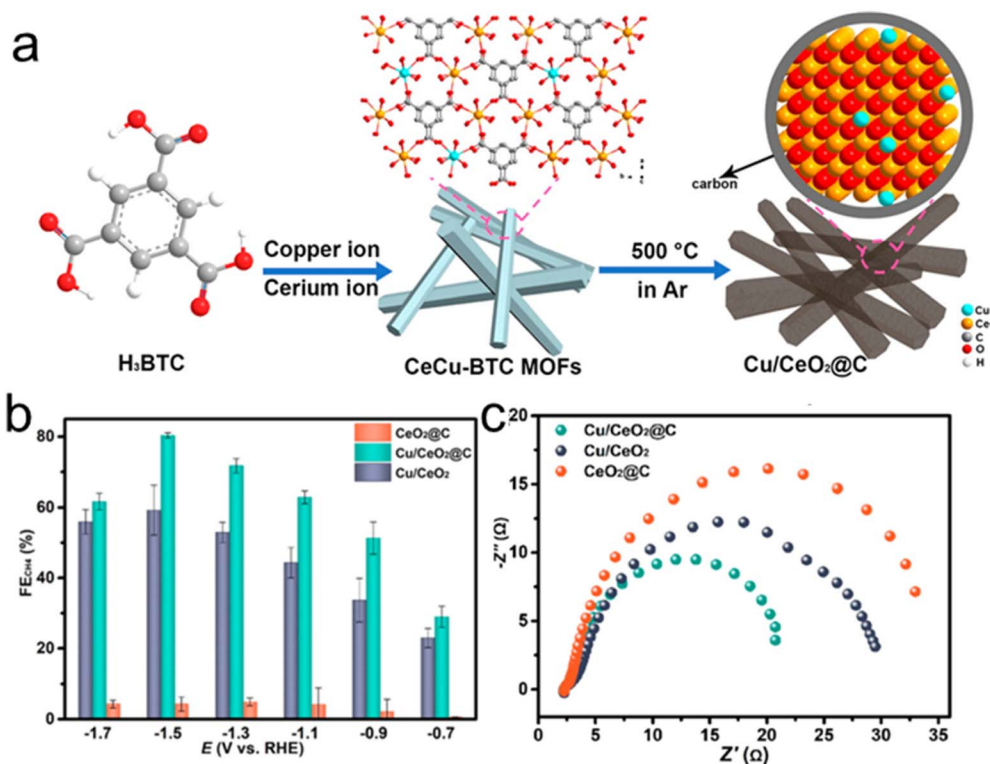 a
carbon
Copper ion
Cerium ion
500 °C
in Ar
H₃BTC
CeCu-BTC MOFs
Cu/CeO₂@C
Cu
Ce
C
O
H
b
CeO₂@C
Cu/CeO₂@C
Cu/CeO₂
FE_CH4 (%)
80
60
40
20
0
-1.7 -1.5 -1.3 -1.1 -0.9 -0.7
E (V vs. RHE)
c
Cu/CeO₂@C
Cu/CeO₂
CeO₂@C
-Z″(Ω)
-20
15
10
5
0
0 5 10 15 20 25 30 35
Z′ (Ω)